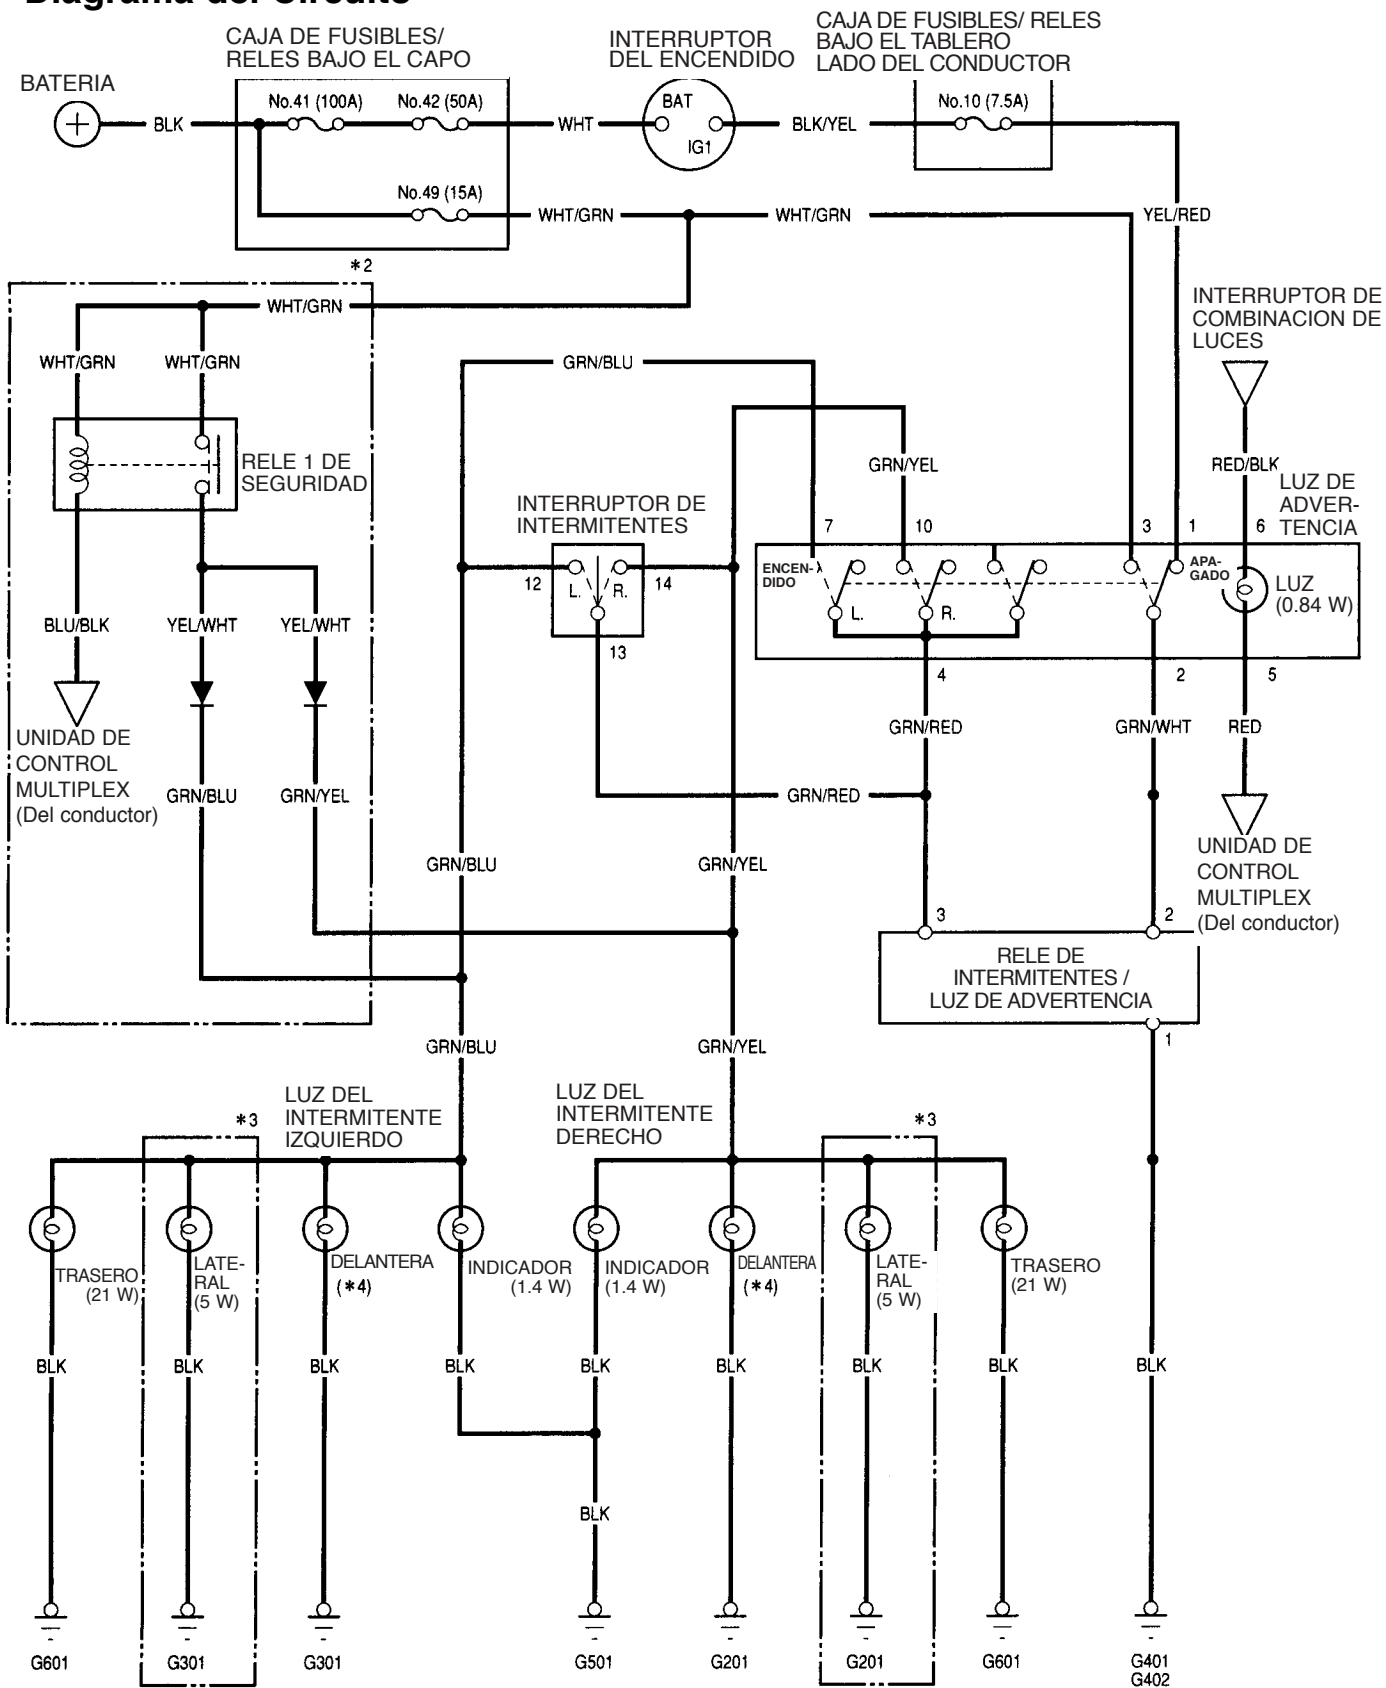 Diagrama del Circuito
CAJA DE FUSIBLES/
RELES BAJO EL CAPO
INTERRUPTOR
DEL ENCENDIDO
CAJA DE FUSIBLES/ RELES
BAJO EL TABLERO
LADO DEL CONDUCTOR
BATERIA
+
BLK
No.41 (100A)
No.42 (50A)
WHT
BAT
IG1
BLK/YEL
No.10 (7.5A)
No.49 (15A)
WHT/GRN
WHT/GRN
YEL/RED
*2
WHT/GRN
INTERRUPTOR DE
COMBINACION DE
LUCES
WHT/GRN
WHT/GRN
GRN/BLU
GRN/YEL
RED/BLK
RELE 1 DE
SEGURIDAD
INTERRUPTOR DE
INTERMITENTES
LUZ DE
ADVER-
TENCIA
7
10
3
1
6
12
L.
R.
14
13
ENCEN-
DIDO
L.
R.
APA-
GADO
LUZ
(0.84 W)
4
2
5
BLU/BLK
YEL/WHT
YEL/WHT
GRN/RED
GRN/WHT
RED
UNIDAD DE
CONTROL
MULTIPLEX
(Del conductor)
GRN/BLU
GRN/YEL
GRN/RED
GRN/BLU
GRN/YEL
UNIDAD DE
CONTROL
MULTIPLEX
(Del conductor)
3
2
RELE DE
INTERMITENTES /
LUZ DE ADVERTENCIA
1
GRN/BLU
GRN/YEL
LUZ DEL
INTERMITENTE
IZQUIERDO
LUZ DEL
INTERMITENTE
DERECHO
*3
*3
TRASERO
(21 W)
LATE-
RAL
(5 W)
DELANTERA
(*4)
INDICADOR
(1.4 W)
INDICADOR
(1.4 W)
DELANTERA
(*4)
LATE-
RAL
(5 W)
TRASERO
(21 W)
BLK
BLK
BLK
BLK
BLK
BLK
BLK
BLK
BLK
BLK
G601
G301
G301
G501
G201
G201
G601
G401
G402